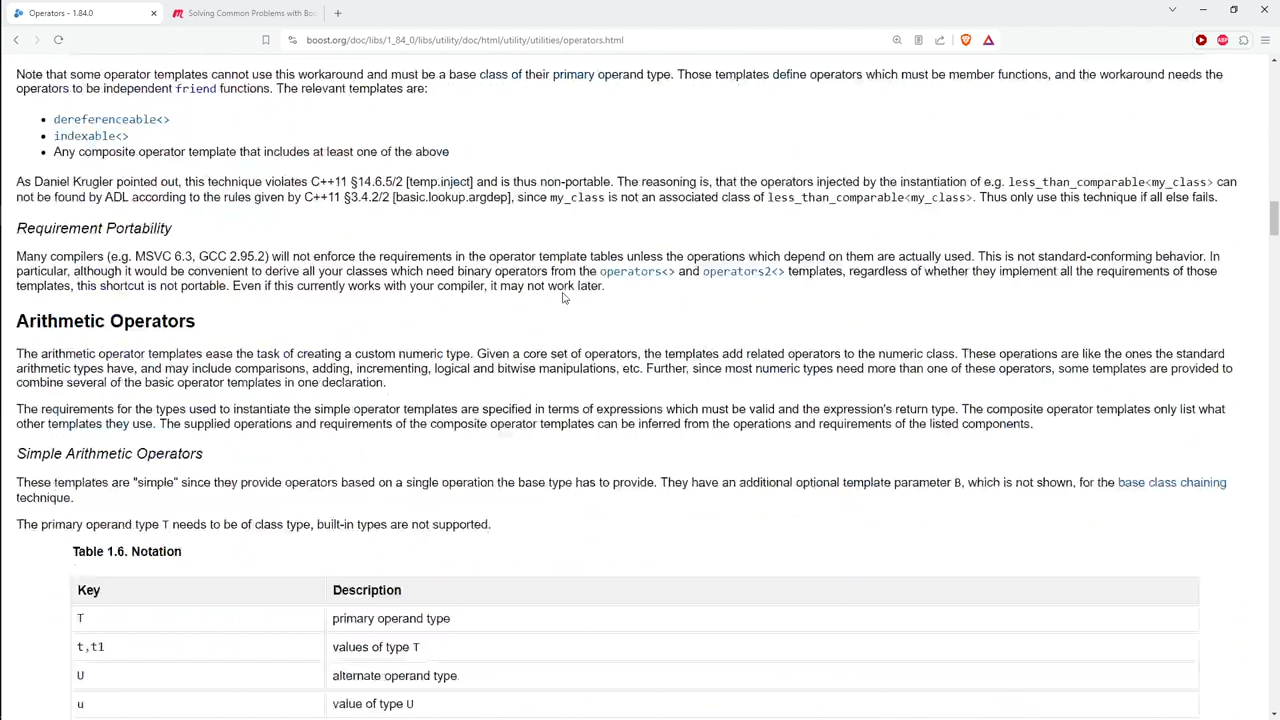 Operators - 1.84.0
Solving Common Problems with Boo
boost.org/doc/libs/1_84_0/libs/utility/doc/html/utility/utilities/operators.html
ABP
Note that some operator templates cannot use this workaround and must be a base class of their primary operand type. Those templates define operators which must be member functions, and the workaround needs the
operators to be independent friend functions. The relevant templates are:
dereferenceable<>
indexable<>
Any composite operator template that includes at least one of the above
As Daniel Krugler pointed out, this technique violates C++11 §14.6.5/2 [temp.inject] and is thus non-portable. The reasoning is, that the operators injected by the instantiation of e.g. less_than_comparable<my_class> can
not be found by ADL according to the rules given by C++11 §3.4.2/2 [basic.lookup.argdep], since my_class is not an associated class of less_than_comparable<my_class>. Thus only use this technique if all else fails.
Requirement Portability
Many compilers (e.g. MSVC 6.3, GCC 2.95.2) will not enforce the requirements in the operator template tables unless the operations which depend on them are actually used. This is not standard-conforming behavior. In
particular, although it would be convenient to derive all your classes which need binary operators from the operators<> and operators2<> templates, regardless of whether they implement all the requirements of those
templates, this shortcut is not portable. Even if this currently works with your compiler, it may not work later.
Arithmetic Operators
The arithmetic operator templates ease the task of creating a custom numeric type. Given a core set of operators, the templates add related operators to the numeric class. These operations are like the ones the standard
arithmetic types have, and may include comparisons, adding, incrementing, logical and bitwise manipulations, etc. Further, since most numeric types need more than one of these operators, some templates are provided to
combine several of the basic operator templates in one declaration.
The requirements for the types used to instantiate the simple operator templates are specified in terms of expressions which must be valid and the expression's return type. The composite operator templates only list what
other templates they use. The supplied operations and requirements of the composite operator templates can be inferred from the operations and requirements of the listed components.
Simple Arithmetic Operators
These templates are "simple" since they provide operators based on a single operation the base type has to provide. They have an additional optional template parameter B, which is not shown, for the base class chaining
technique.
The primary operand type T needs to be of class type, built-in types are not supported.
Table 1.6. Notation
Key Description
T primary operand type
t,t1 values of type T
U alternate operand type
u value of type U